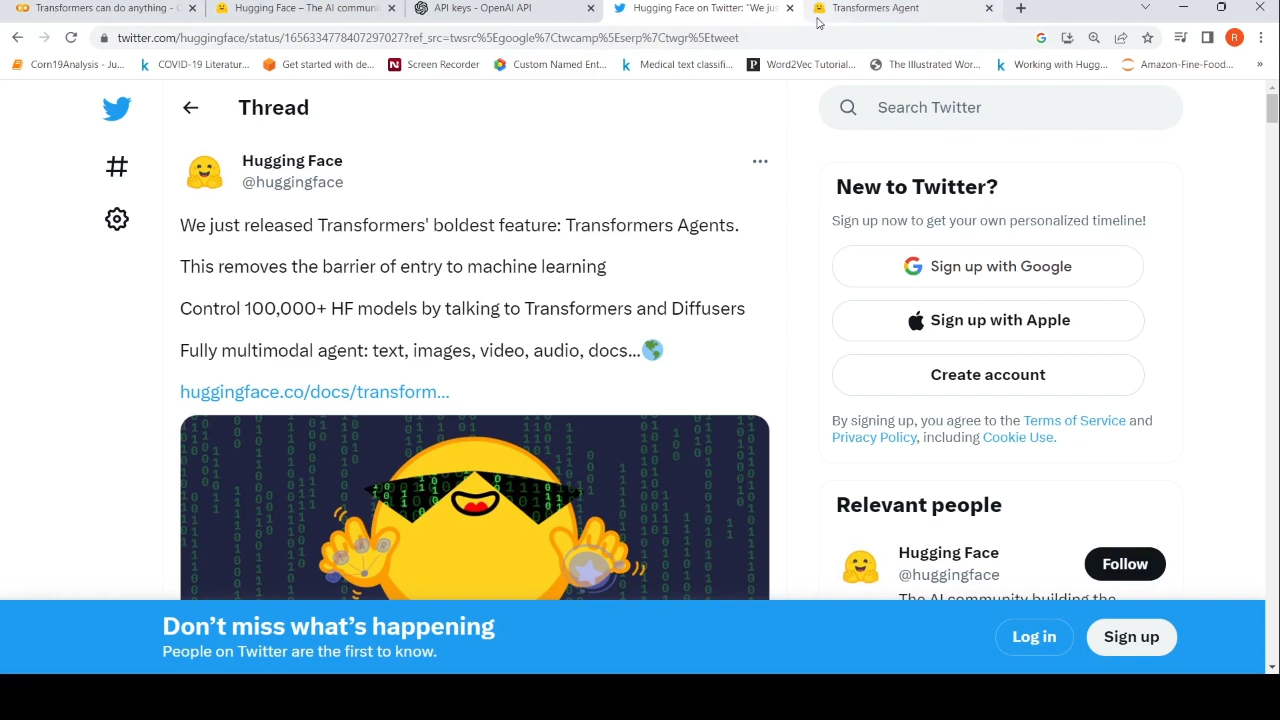 Transformers can do anything - C
Hugging Face – The AI communit
API keys - OpenAI API
Hugging Face on Twitter: "We jus
Transformers Agent
twitter.com/huggingface/status/1656334778407297027?ref_src=twsrc%5Egoogle%7Ctwcamp%5Eserp%7Ctwgr%5Etweet
R
Corn19Analysis - Ju...
COVID-19 Literatur...
Get started with de...
Screen Recorder
Custom Named Ent...
Medical text classifi...
Word2Vec Tutorial...
The Illustrated Wor...
Working with Hugg...
Amazon-Fine-Food...
»
Thread
Search Twitter
Hugging Face
@huggingface
We just released Transformers' boldest feature: Transformers Agents.
This removes the barrier of entry to machine learning
Control 100,000+ HF models by talking to Transformers and Diffusers
Fully multimodal agent: text, images, video, audio, docs...
huggingface.co/docs/transform...
New to Twitter?
Sign up now to get your own personalized timeline!
Sign up with Google
Sign up with Apple
Create account
By signing up, you agree to the Terms of Service and
Privacy Policy, including Cookie Use.
Relevant people
Hugging Face
@huggingface
Follow
The AI community building the
Don't miss what's happening
People on Twitter are the first to know.
Log in
Sign up